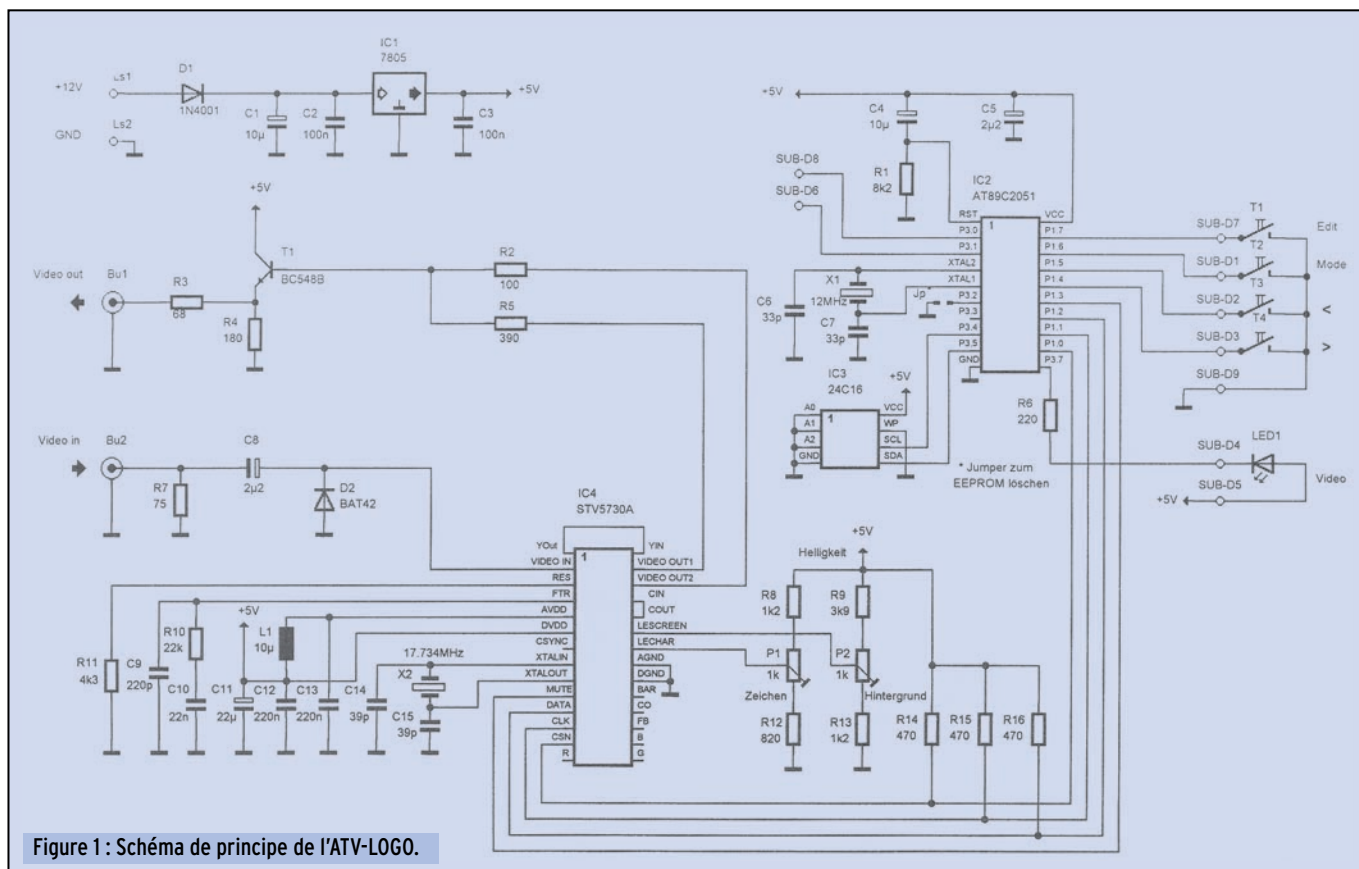 +12V
Ls1
D1
1N4001
GND
Ls2
C1
10µ
C2
100n
IC1
7805
C3
100n
+5V
+5V
T1
BC548B
Video out
Bu1
R3
68
R4
180
R2
100
R5
390
Video in
Bu2
R7
75
C8
2µ2
D2
BAT42
IC4
STV5730A
YOut
YIN
1
VIDEO IN
RES
FTR
AVDD
DVDD
CSYNC
XTALIN
XTALOUT
MUTE
DATA
CLK
CSN
R
VIDEO OUT1
VIDEO OUT2
CIN
COUT
LESCREEN
LECHAR
AGND
DGND
BAR
CO
FB
B
G
R11
4k3
C9
220p
R10
22k
C10
22n
+5V
C11
22µ
L1
10µ
C12
220n
C13
220n
C14
39p
17.734MHz
X2
C15
39p
+5V
C4
10µ
C5
2µ2
R1
8k2
SUB-D8
SUB-D6
IC2
AT89C2051
1
RST
P3.0
P3.1
XTAL2
XTAL1
P3.2
P3.3
P3.4
P3.5
GND
VCC
P1.7
P1.6
P1.5
P1.4
P1.3
P1.2
P1.1
P1.0
P3.7
X1
12MHz
C6
33p
C7
33p
Jp*
IC3
24C16
+5V
A0
A1
A2
GND
1
VCC
WP
SCL
SDA
* Jumper zum
EEPROM löschen
SUB-D7
T1
Edit
SUB-D1
T2
Mode
SUB-D2
T3
<
SUB-D3
T4
>
SUB-D9
R6
220
SUB-D4
LED1
SUB-D5
Video
+5V
Helligkeit
+5V
R8
1k2
R9
3k9
P1
1k
P2
1k
Zeichen
Hintergrund
R12
820
R13
1k2
R14
470
R15
470
R16
470
Figure 1 : Schéma de principe de l'ATV-LOGO.